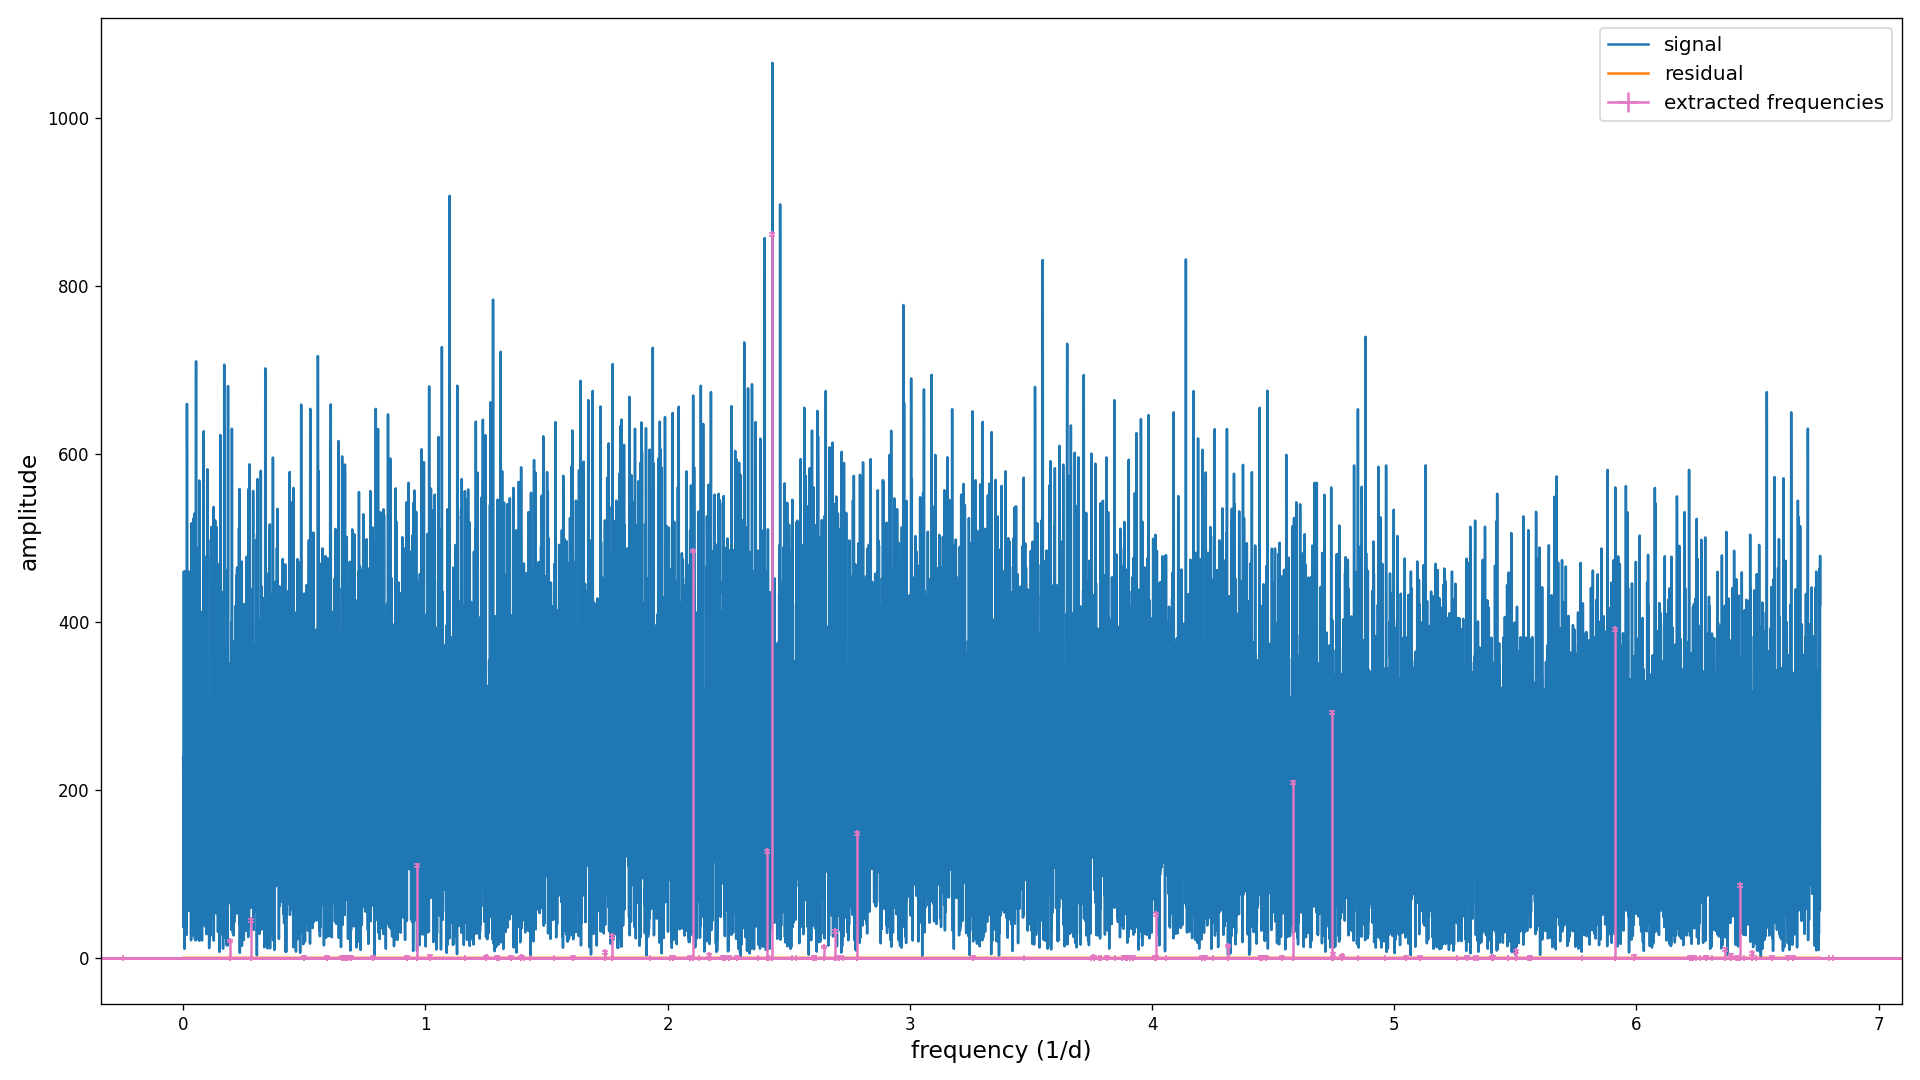 signal
residual
extracted frequencies
amplitude
1000
800
600
400
200
0
0 1 2 3 4 5 6 7
frequency (1/d)